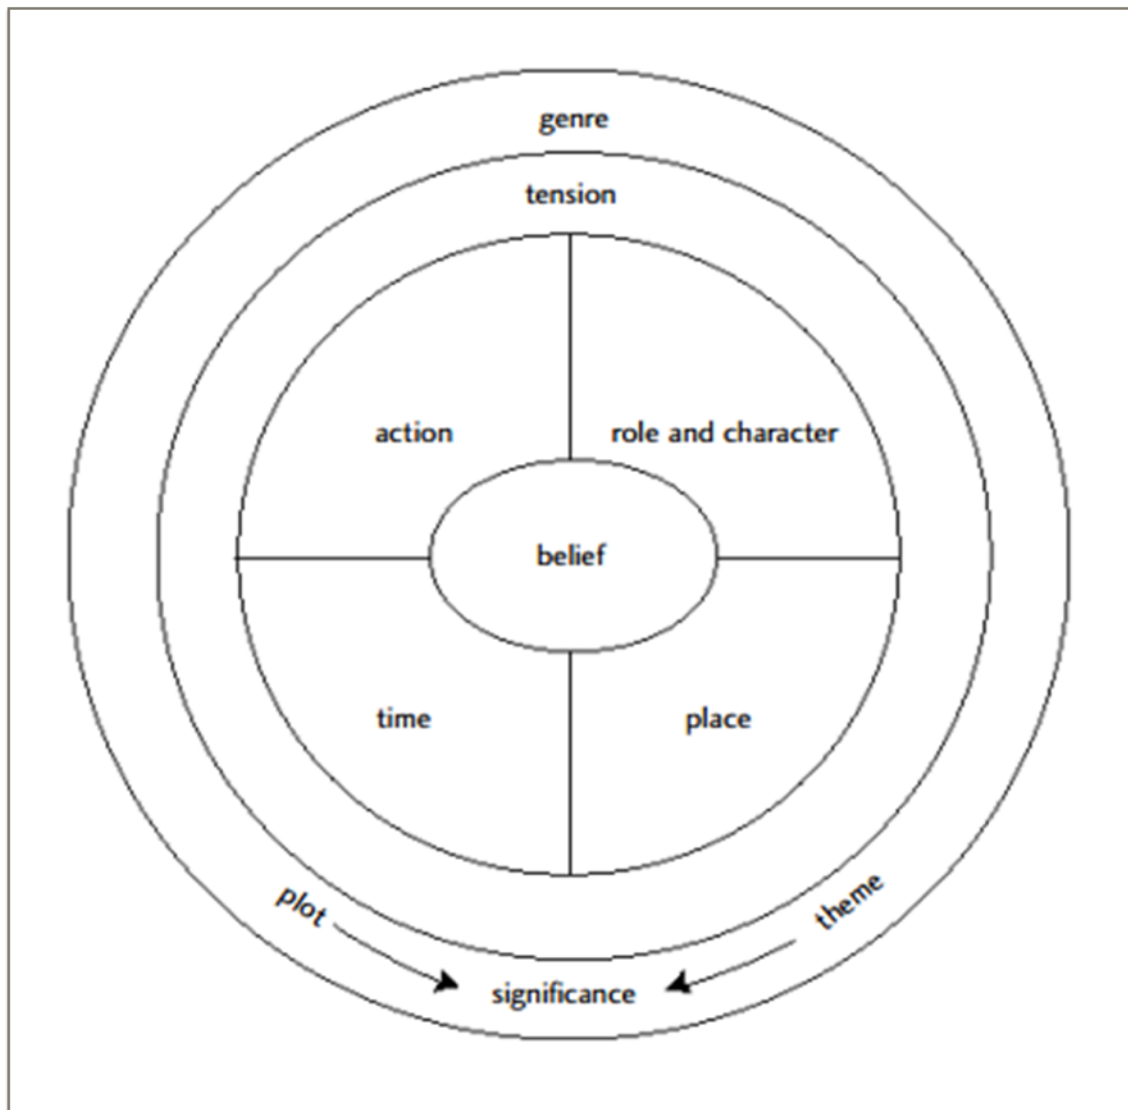 genre
tension
action
role and character
belief
time
place
plot
theme
significance